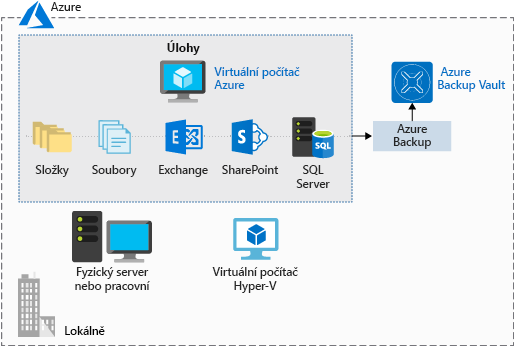 Azure
Úlohy
Virtuální počítač
Azure
Azure
Backup Vault
Azure
Backup
Složky
Soubory
Exchange
SharePoint
SQL
SQL
Server
Fyzický server
nebo pracovní
Virtuální počítač
Hyper-V
Lokálně